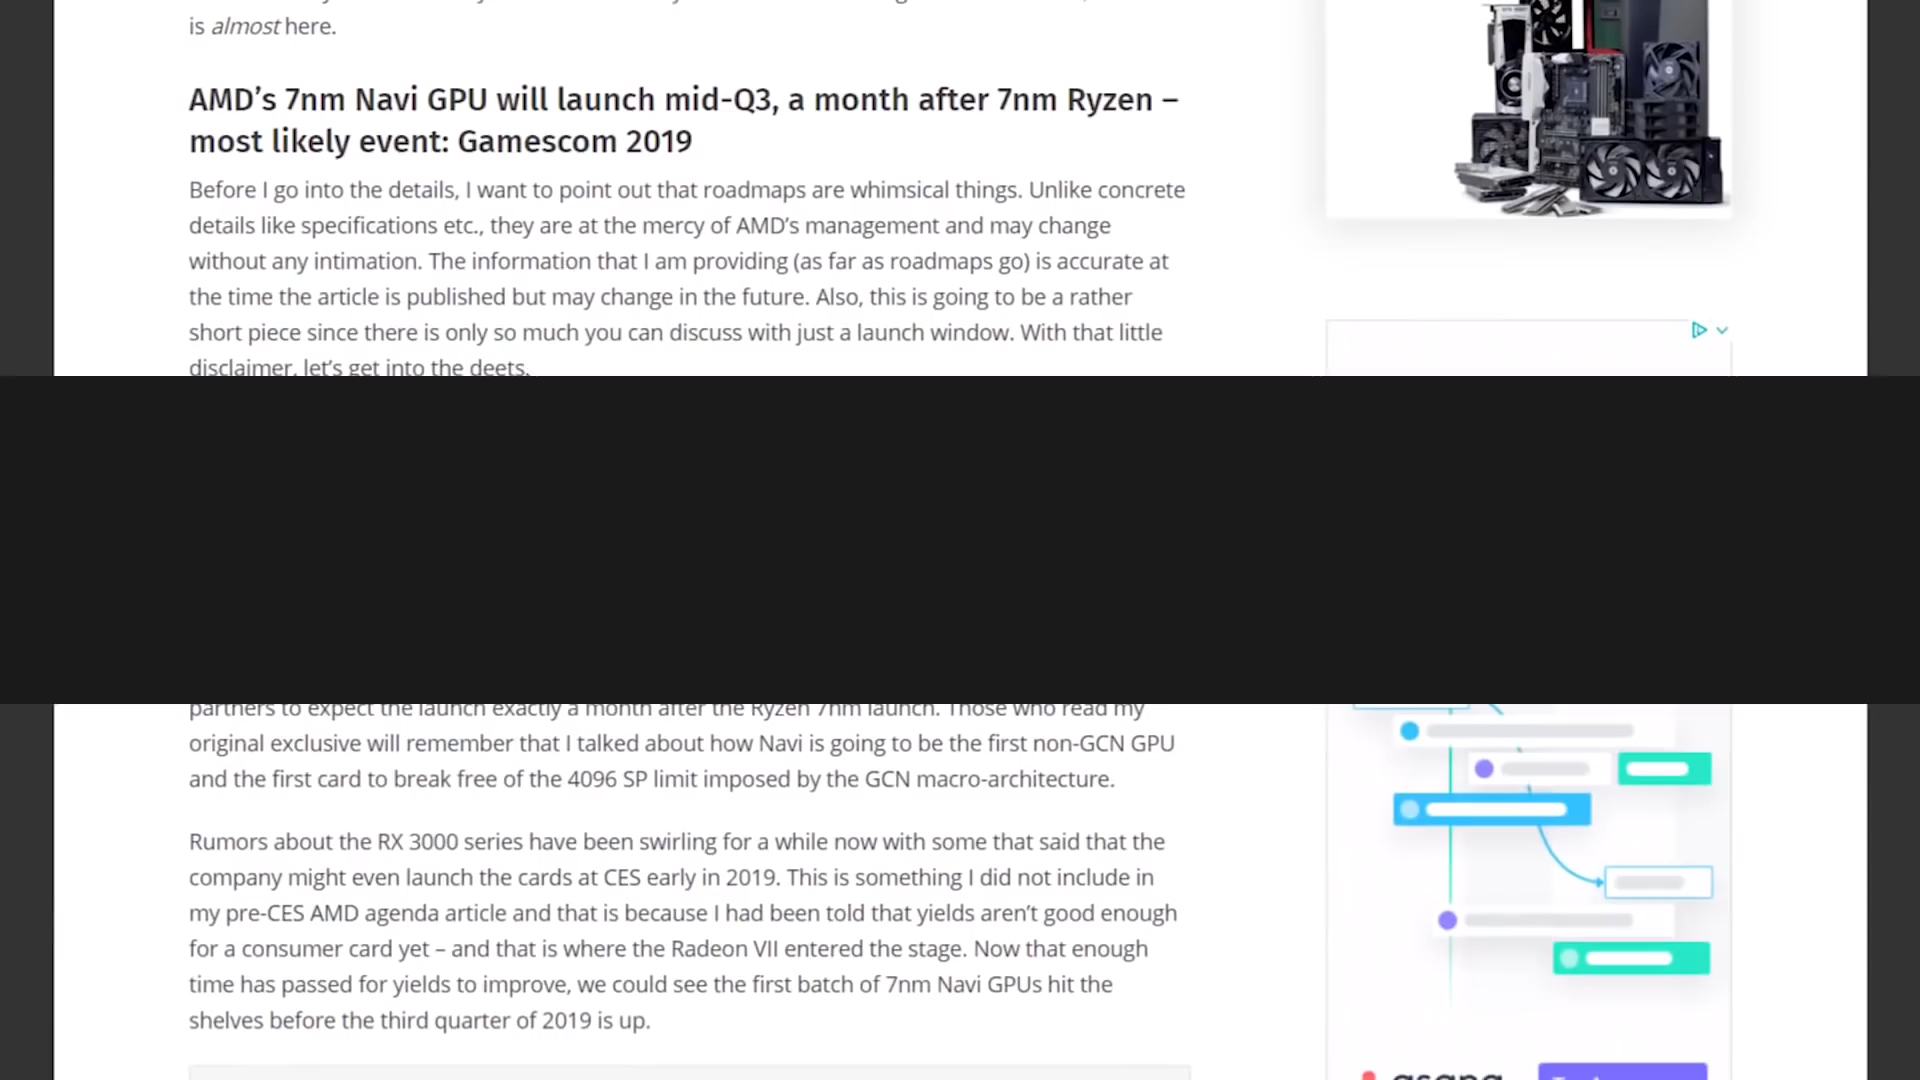 is almost here.
AMD’s 7nm Navi GPU will launch mid-Q3, a month after 7nm Ryzen –
most likely event: Gamescom 2019
Before I go into the details, I want to point out that roadmaps are whimsical things. Unlike concrete
details like specifications etc., they are at the mercy of AMD’s management and may change
without any intimation. The information that I am providing (as far as roadmaps go) is accurate at
the time the article is published but may change in the future. Also, this is going to be a rather
short piece since there is only so much you can discuss with just a launch window. With that little
disclaimer, let’s get into the deets.
partners to expect the launch exactly a month after the Ryzen 7nm launch. Those who read my
original exclusive will remember that I talked about how Navi is going to be the first non-GCN GPU
and the first card to break free of the 4096 SP limit imposed by the GCN macro-architecture.
Rumors about the RX 3000 series have been swirling for a while now with some that said that the
company might even launch the cards at CES early in 2019. This is something I did not include in
my pre-CES AMD agenda article and that is because I had been told that yields aren’t good enough
for a consumer card yet – and that is where the Radeon VII entered the stage. Now that enough
time has passed for yields to improve, we could see the first batch of 7nm Navi GPUs hit the
shelves before the third quarter of 2019 is up.
asana